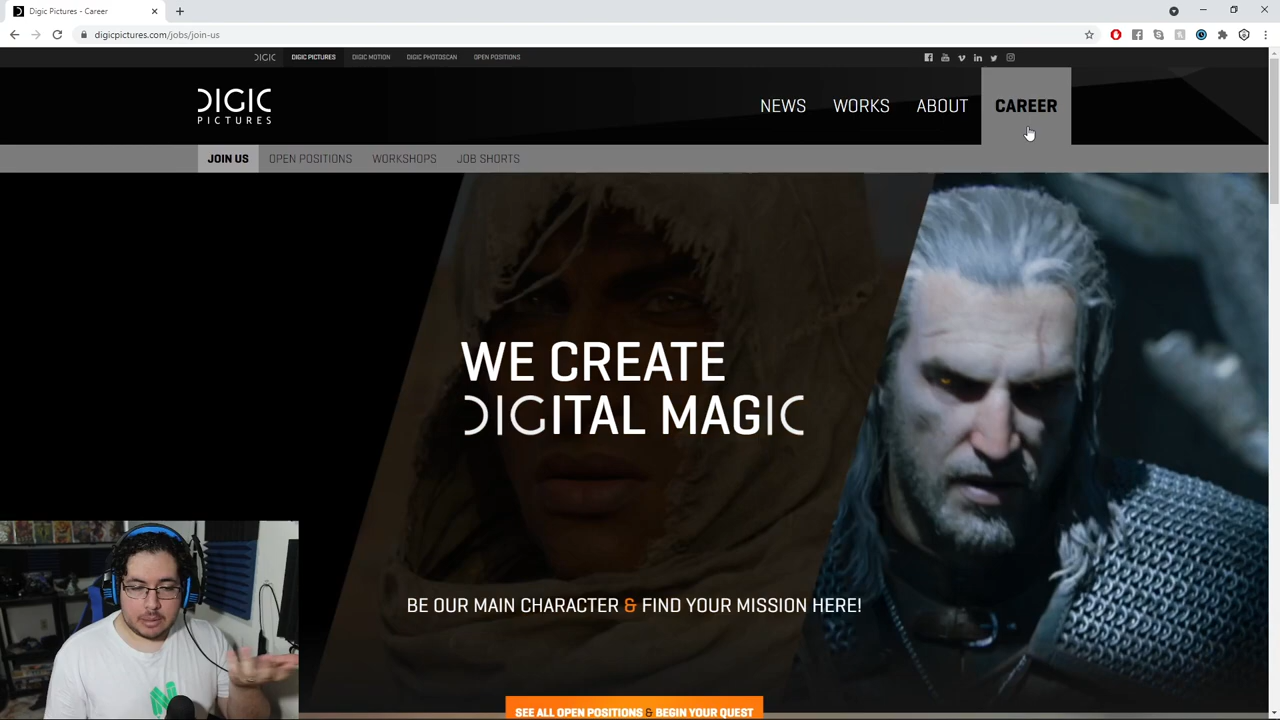 Digic Pictures - Career
digicpictures.com/jobs/join-us
DIGIC
DIGIC PICTURES
DIGIC MOTION
DIGIC PHOTOSCAN
OPEN POSITIONS
DIGIC
PICTURES
NEWS
WORKS
ABOUT
CAREER
JOIN US
OPEN POSITIONS
WORKSHOPS
JOB SHORTS
WE CREATE
DIGITAL MAGIC
BE OUR MAIN CHARACTER & FIND YOUR MISSION HERE!
SEE ALL OPEN POSITIONS & BEGIN YOUR QUEST